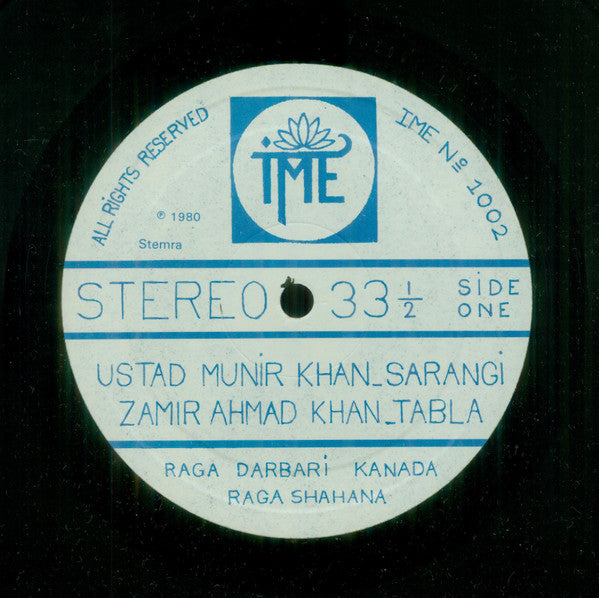 ALL RIGHTS RESERVED
IME
IME Nº 1002
℗ 1980
Stemra
STEREO 33 1/2 SIDE ONE
USTAD MUNIR KHAN_SARANGI
ZAMIR AHMAD KHAN_TABLA
RAGA DARBARI KANADA
RAGA SHAHANA